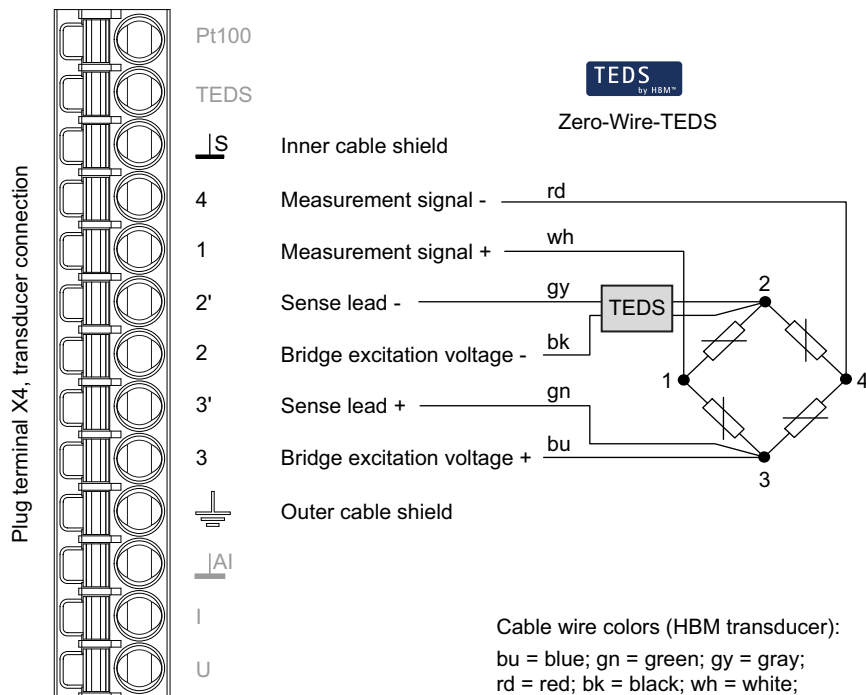 Plug terminal X4, transducer connection
Pt100
TEDS
TEDS
by HBM™
Zero-Wire-TEDS
S Inner cable shield
4 Measurement signal - rd
1 Measurement signal + wh
2' Sense lead - gy TEDS 2
2 Bridge excitation voltage - bk
1 4
3' Sense lead + gn
3 Bridge excitation voltage + bu
3
Outer cable shield
AI
I
U
Cable wire colors (HBM transducer):
bu = blue; gn = green; gy = gray;
rd = red; bk = black; wh = white;